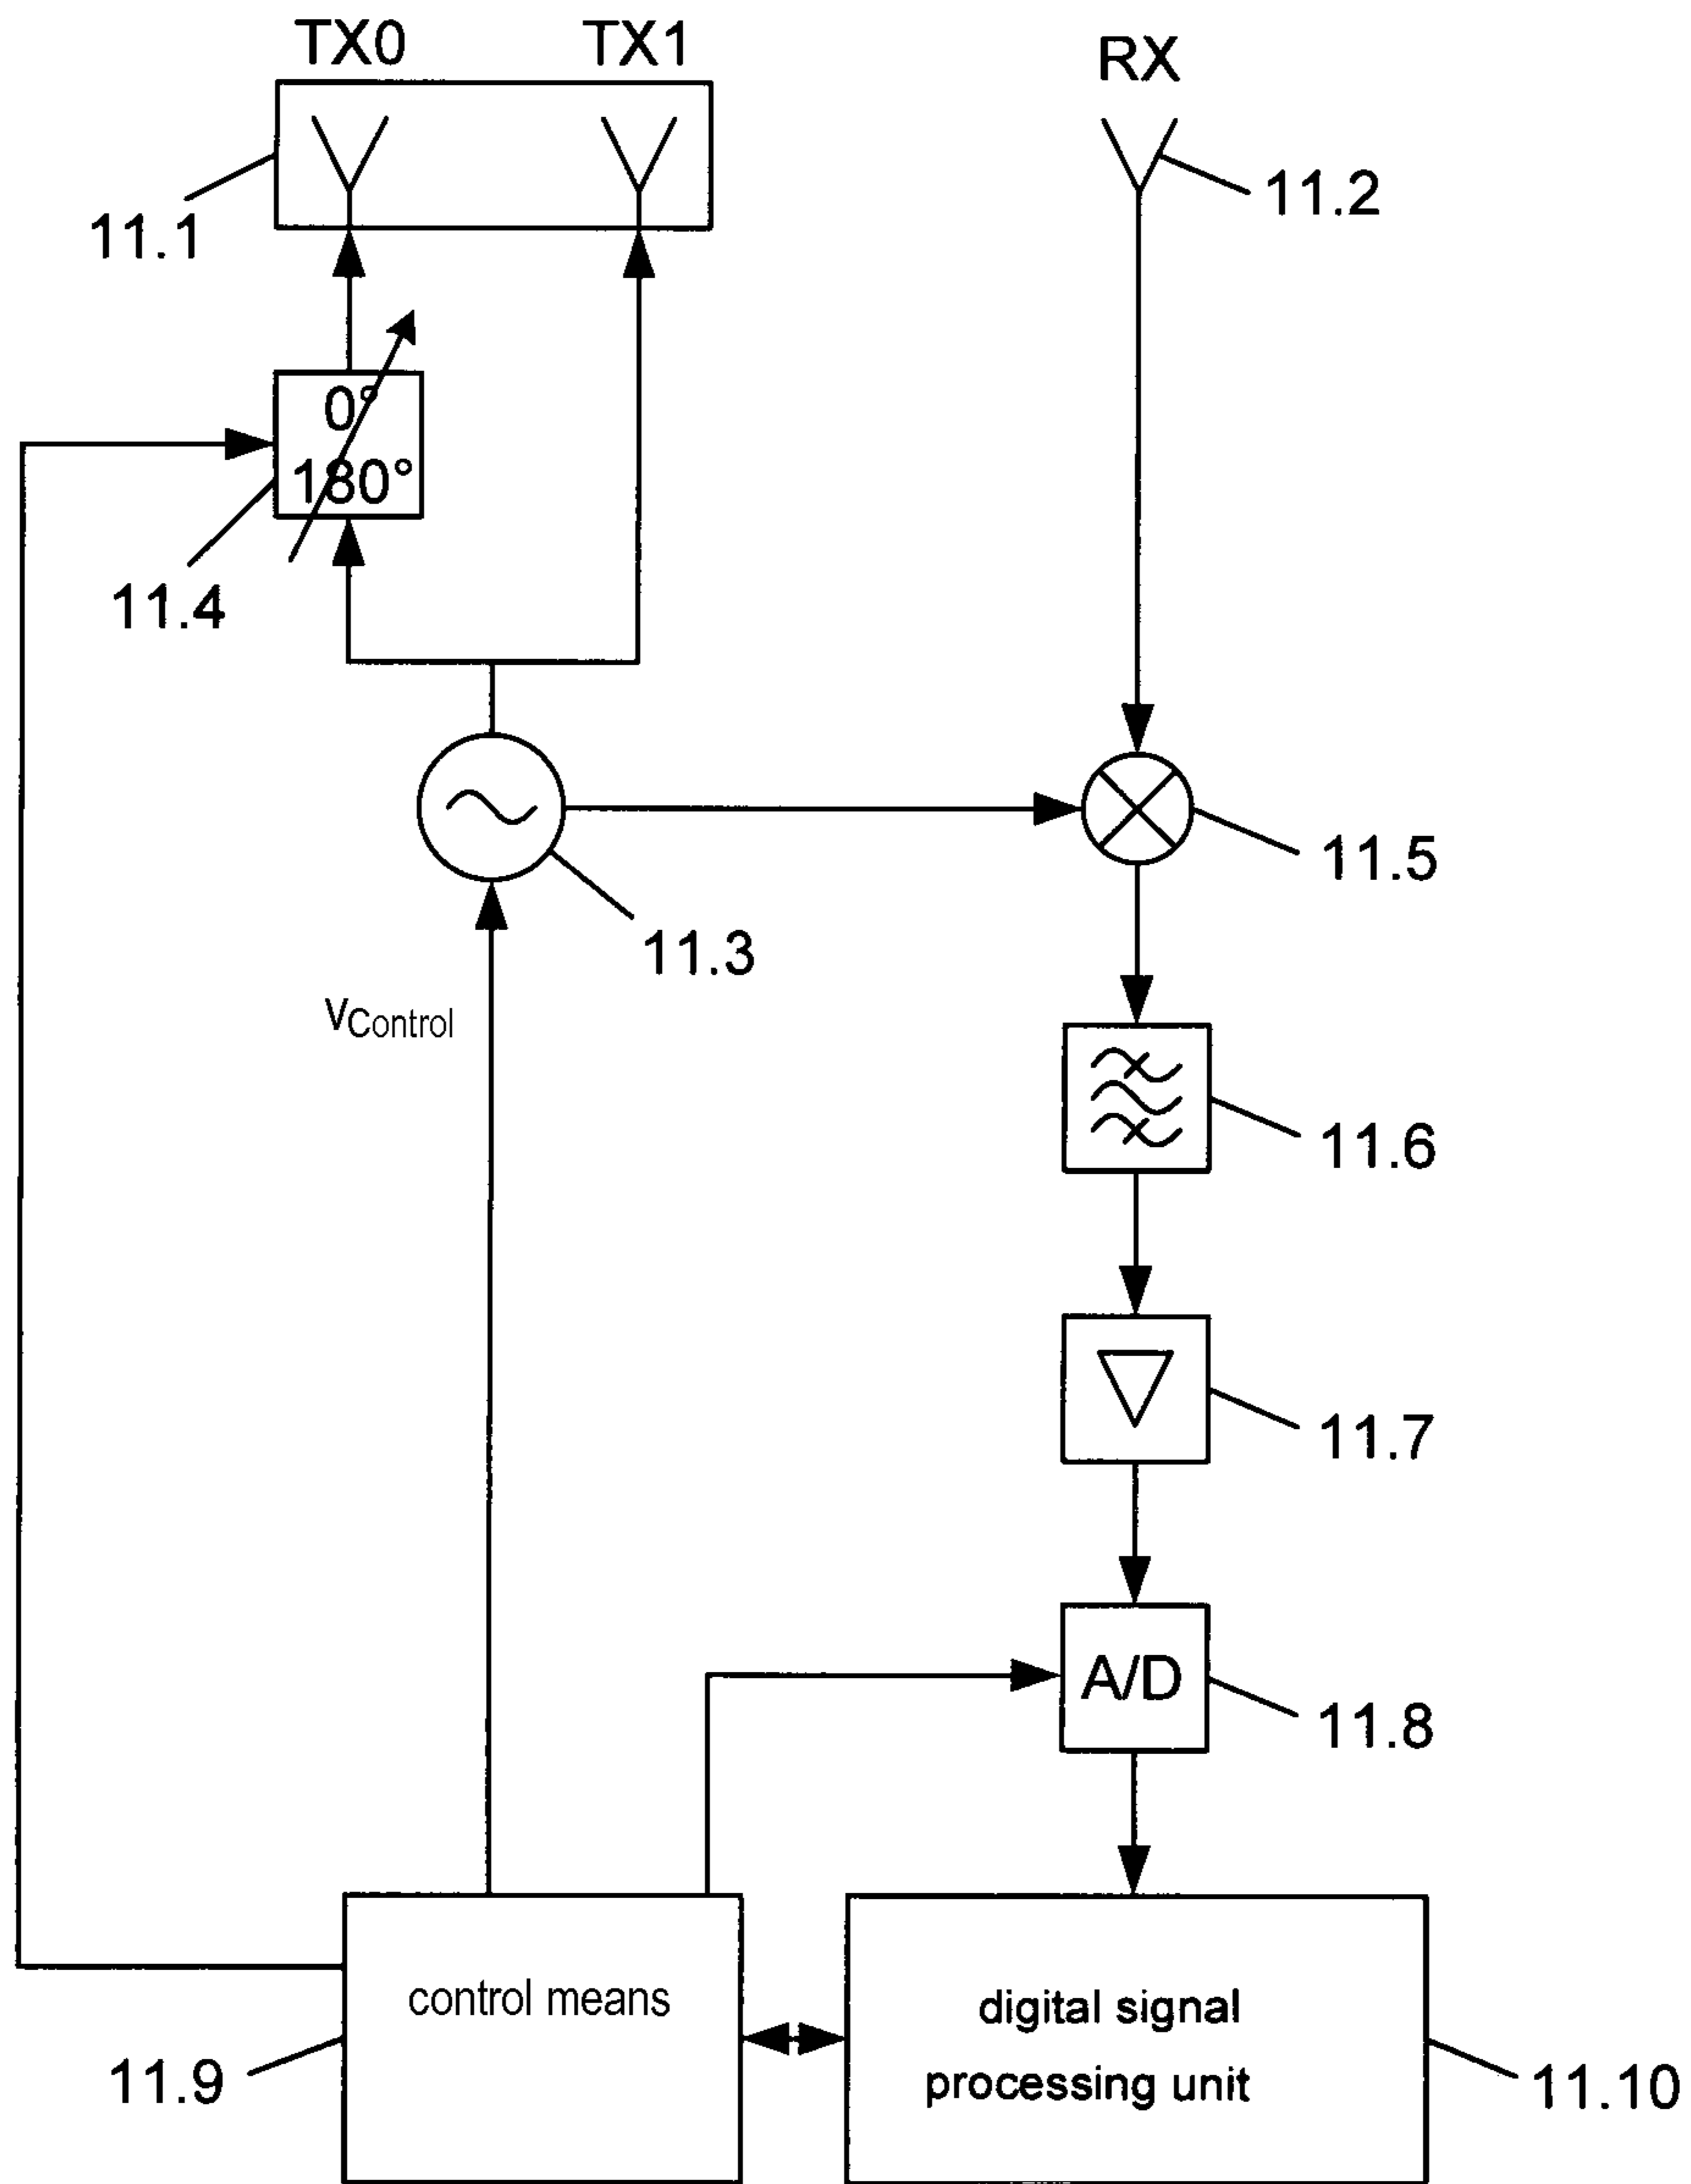 TX0
TX1
RX
11.1
11.2
0°
180°
11.4
11.5
11.3
VControl
11.6
11.7
A/D
11.8
control means
digital signal
processing unit
11.9
11.10